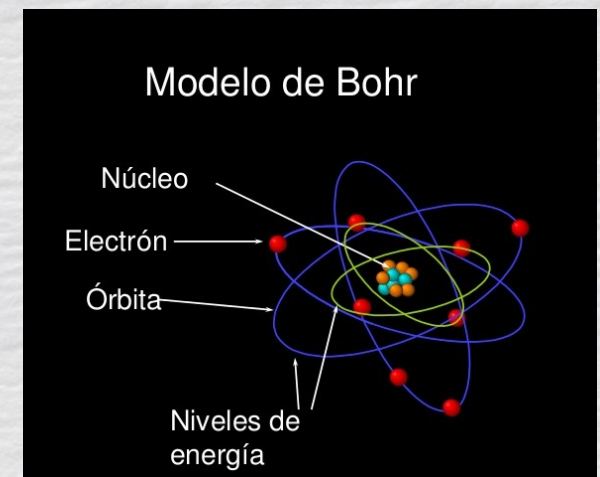 Modelo de Bohr
Núcleo
Electrón
Órbita
Niveles de
energía